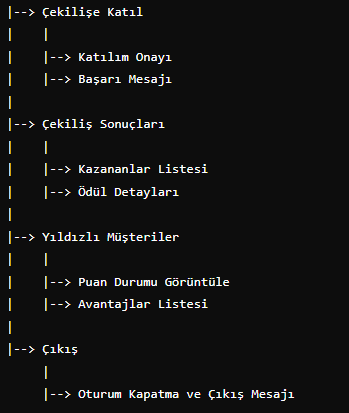 |--> Çekilişe Katıl
|    |
|    |--> Katılım Onayı
|    |--> Başarı Mesajı
|
|--> Çekiliş Sonuçları
|    |
|    |--> Kazananlar Listesi
|    |--> Ödül Detayları
|
|--> Yıldızlı Müşteriler
|    |
|    |--> Puan Durumu Görüntüle
|    |--> Avantajlar Listesi
|
|--> Çıkış
     |
     |--> Oturum Kapatma ve Çıkış Mesajı